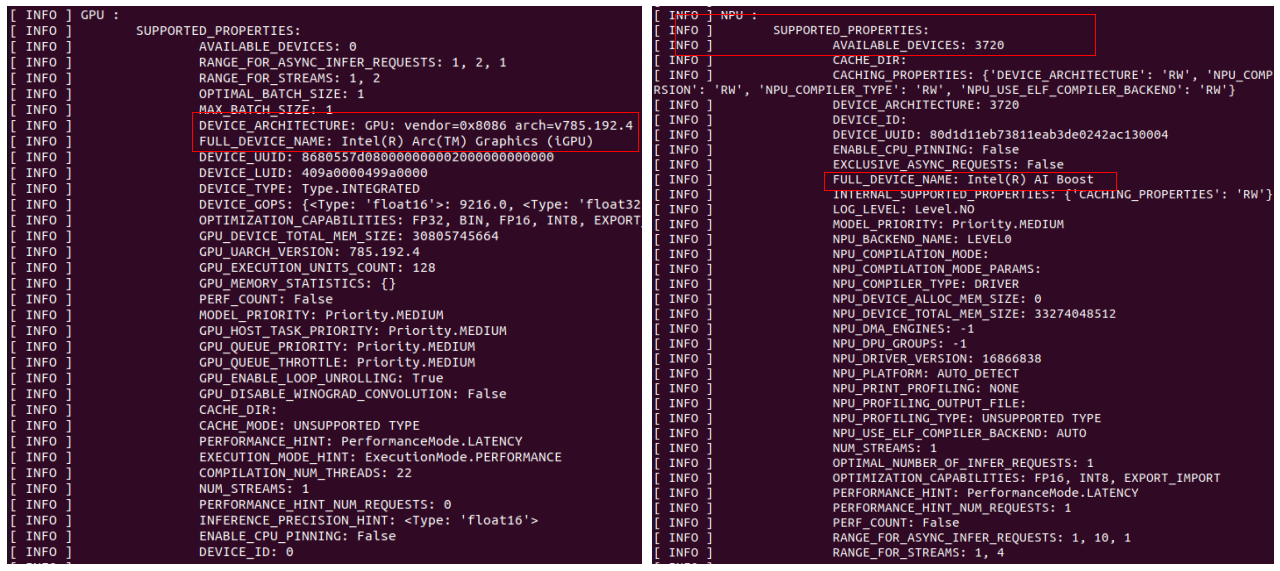 [ INFO ] GPU :
[ INFO ] SUPPORTED_PROPERTIES:
[ INFO ] AVAILABLE_DEVICES: 0
[ INFO ] RANGE_FOR_ASYNC_INFER_REQUESTS: 1, 2, 1
[ INFO ] RANGE_FOR_STREAMS: 1, 2
[ INFO ] OPTIMAL_BATCH_SIZE: 1
[ INFO ] MAX_BATCH_SIZE: 1
[ INFO ] DEVICE_ARCHITECTURE: GPU: vendor=0x8086 arch=v785.192.4
[ INFO ] FULL_DEVICE_NAME: Intel(R) Arc(TM) Graphics (iGPU)
[ INFO ] DEVICE_UUID: 8680557d080000000002000000000000
[ INFO ] DEVICE_LUID: 409a0000499a0000
[ INFO ] DEVICE_TYPE: Type.INTEGRATED
[ INFO ] DEVICE_GOPS: {<Type: 'float16'>: 9216.0, <Type: 'float32
[ INFO ] OPTIMIZATION_CAPABILITIES: FP32, BIN, FP16, INT8, EXPORT_
[ INFO ] GPU_DEVICE_TOTAL_MEM_SIZE: 30805745664
[ INFO ] GPU_UARCH_VERSION: 785.192.4
[ INFO ] GPU_EXECUTION_UNITS_COUNT: 128
[ INFO ] GPU_MEMORY_STATISTICS: {}
[ INFO ] PERF_COUNT: False
[ INFO ] MODEL_PRIORITY: Priority.MEDIUM
[ INFO ] GPU_HOST_TASK_PRIORITY: Priority.MEDIUM
[ INFO ] GPU_QUEUE_PRIORITY: Priority.MEDIUM
[ INFO ] GPU_QUEUE_THROTTLE: Priority.MEDIUM
[ INFO ] GPU_ENABLE_LOOP_UNROLLING: True
[ INFO ] GPU_DISABLE_WINOGRAD_CONVOLUTION: False
[ INFO ] CACHE_DIR:
[ INFO ] CACHE_MODE: UNSUPPORTED TYPE
[ INFO ] PERFORMANCE_HINT: PerformanceMode.LATENCY
[ INFO ] EXECUTION_MODE_HINT: ExecutionMode.PERFORMANCE
[ INFO ] COMPILATION_NUM_THREADS: 22
[ INFO ] NUM_STREAMS: 1
[ INFO ] PERFORMANCE_HINT_NUM_REQUESTS: 0
[ INFO ] INFERENCE_PRECISION_HINT: <Type: 'float16'>
[ INFO ] ENABLE_CPU_PINNING: False
[ INFO ] DEVICE_ID: 0
[ INFO ] NPU :
[ INFO ] SUPPORTED_PROPERTIES:
[ INFO ] AVAILABLE_DEVICES: 3720
[ INFO ] CACHE_DIR:
[ INFO ] CACHING_PROPERTIES: {'DEVICE_ARCHITECTURE': 'RW', 'NPU_COMP
RSION': 'RW', 'NPU_COMPILER_TYPE': 'RW', 'NPU_USE_ELF_COMPILER_BACKEND': 'RW'}
[ INFO ] DEVICE_ARCHITECTURE: 3720
[ INFO ] DEVICE_ID:
[ INFO ] DEVICE_UUID: 80d1d11eb73811eab3de0242ac130004
[ INFO ] ENABLE_CPU_PINNING: False
[ INFO ] EXCLUSIVE_ASYNC_REQUESTS: False
[ INFO ] FULL_DEVICE_NAME: Intel(R) AI Boost
[ INFO ] INTERNAL_SUPPORTED_PROPERTIES: {'CACHING_PROPERTIES': 'RW'}
[ INFO ] LOG_LEVEL: Level.NO
[ INFO ] MODEL_PRIORITY: Priority.MEDIUM
[ INFO ] NPU_BACKEND_NAME: LEVEL0
[ INFO ] NPU_COMPILATION_MODE:
[ INFO ] NPU_COMPILATION_MODE_PARAMS:
[ INFO ] NPU_COMPILER_TYPE: DRIVER
[ INFO ] NPU_DEVICE_ALLOC_MEM_SIZE: 0
[ INFO ] NPU_DEVICE_TOTAL_MEM_SIZE: 33274048512
[ INFO ] NPU_DMA_ENGINES: -1
[ INFO ] NPU_DPU_GROUPS: -1
[ INFO ] NPU_DRIVER_VERSION: 16866838
[ INFO ] NPU_PLATFORM: AUTO_DETECT
[ INFO ] NPU_PRINT_PROFILING: NONE
[ INFO ] NPU_PROFILING_OUTPUT_FILE:
[ INFO ] NPU_PROFILING_TYPE: UNSUPPORTED TYPE
[ INFO ] NPU_USE_ELF_COMPILER_BACKEND: AUTO
[ INFO ] NUM_STREAMS: 1
[ INFO ] OPTIMAL_NUMBER_OF_INFER_REQUESTS: 1
[ INFO ] OPTIMIZATION_CAPABILITIES: FP16, INT8, EXPORT_IMPORT
[ INFO ] PERFORMANCE_HINT: PerformanceMode.LATENCY
[ INFO ] PERFORMANCE_HINT_NUM_REQUESTS: 1
[ INFO ] PERF_COUNT: False
[ INFO ] RANGE_FOR_ASYNC_INFER_REQUESTS: 1, 10, 1
[ INFO ] RANGE_FOR_STREAMS: 1, 4